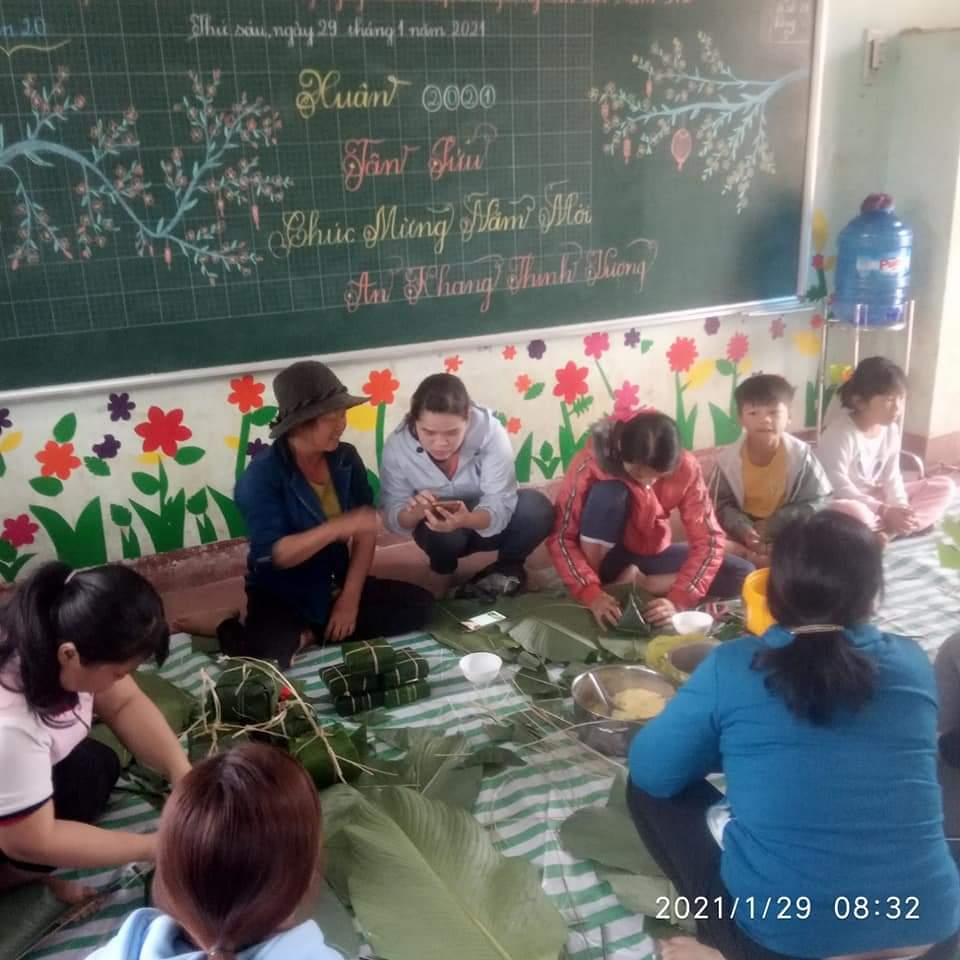 20
Thứ sáu, ngày 29 tháng 1 năm 2021
Xuân 2021
Tân Sửu
Chúc Mừng Năm Mới
An Khang Thịnh Vượng
2021/1/29 08:32